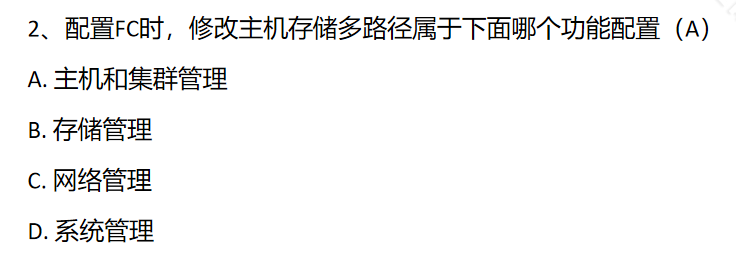 2、配置FC时，修改主机存储多路径属于下面哪个功能配置（A）
A. 主机和集群管理
B. 存储管理
C. 网络管理
D. 系统管理